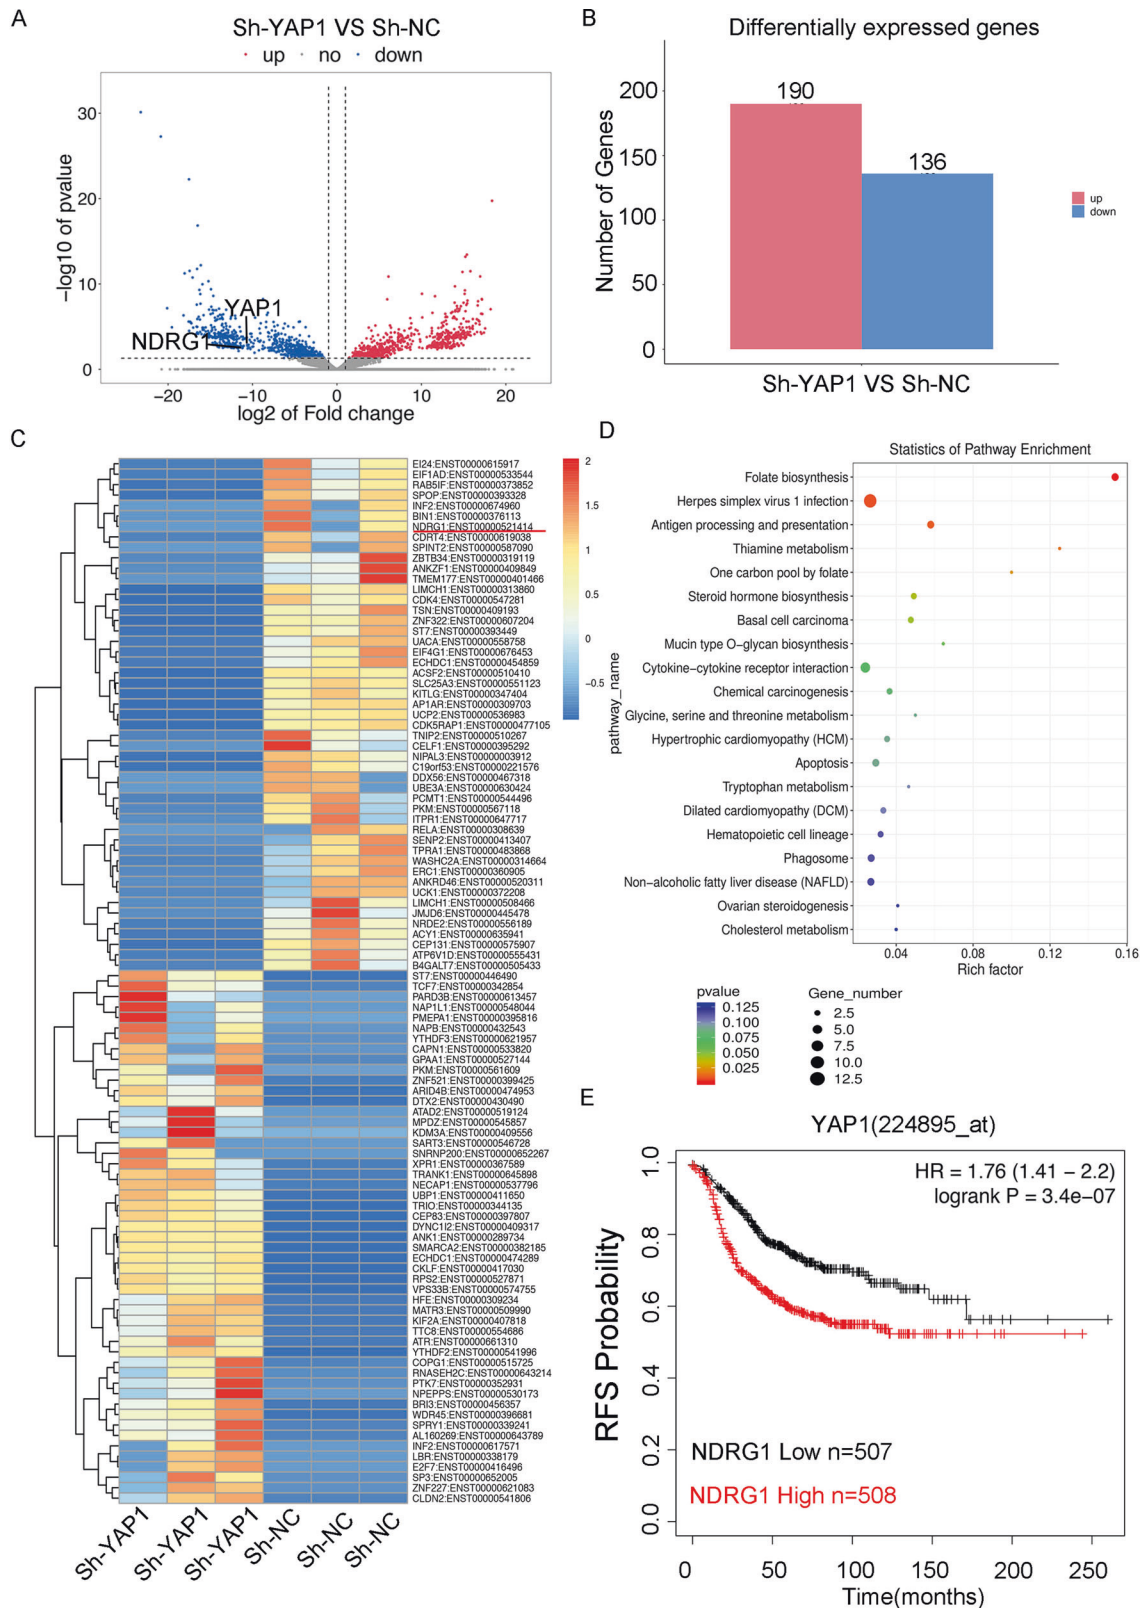 A
Sh-YAP1 VS Sh-NC
up no down
30
20
10
0
−log10 of pvalue
YAP1
NDRG1
−20 −10 0 10 20
log2 of Fold change
B
Differentially expressed genes
190
136
200
150
100
50
0
Number of Genes
up
down
Sh-YAP1 VS Sh-NC
C
2
1.5
1
0.5
0
−0.5
EI24:ENST00000615917
EIF1AD:ENST00000533544
RAB5IF:ENST00000373852
SPOP:ENST00000393328
INF2:ENST00000674960
BIN1:ENST00000376113
NDRG1:ENST00000521414
CDRT4:ENST00000619038
SPINT2:ENST00000587090
ZBTB34:ENST00000319119
ANKZF1:ENST00000409849
TMEM177:ENST00000401466
LIMCH1:ENST00000313860
CDK4:ENST00000547281
TSN:ENST00000409193
ZNF322:ENST00000607204
ST7:ENST00000393449
UACA:ENST00000558758
EIF4G1:ENST00000676453
ECHDC1:ENST00000454859
ACSF2:ENST00000510410
SLC25A3:ENST00000551123
KITLG:ENST00000347404
AP1AR:ENST00000309703
UCP2:ENST00000536983
CDK5RAP1:ENST00000477105
TNIP2:ENST00000510267
CELF1:ENST00000395292
NIPAL3:ENST00000003912
C19orf53:ENST00000221576
DDX56:ENST00000467318
UBE3A:ENST00000630424
PCMT1:ENST00000544496
PKM:ENST00000567118
ITPR1:ENST00000647717
RELA:ENST00000308639
SENP2:ENST00000413407
TPRA1:ENST00000483868
WASHC2A:ENST00000314664
ERC1:ENST00000360905
ANKRD46:ENST00000520311
UCK1:ENST00000372208
LIMCH1:ENST00000508466
JMJD6:ENST00000445478
NRDE2:ENST00000556189
ACY1:ENST00000635941
CEP131:ENST00000575907
ATP6V1D:ENST00000555431
B4GALT7:ENST00000505433
ST7:ENST00000446490
TCF7:ENST00000342854
PARD3B:ENST00000613457
NAP1L1:ENST00000548044
PMEPA1:ENST00000395816
NAPB:ENST00000432543
YTHDF3:ENST00000621957
CAPN1:ENST00000533820
GPAA1:ENST00000527144
PKM:ENST00000561609
ZNF521:ENST00000399425
ARID4B:ENST00000474953
DTX2:ENST00000430490
ATAD2:ENST00000519124
MPDZ:ENST00000545857
KDM3A:ENST00000409556
SART3:ENST00000546728
SNRNP200:ENST00000652267
XPR1:ENST00000367589
TRANK1:ENST00000645898
NECAP1:ENST00000537796
UBP1:ENST00000411650
TRIO:ENST00000344135
CEP83:ENST00000397807
DYNC1I2:ENST00000409317
ANK1:ENST00000289734
SMARCA2:ENST00000382185
ECHDC1:ENST00000474289
CKLF:ENST00000417030
RPS2:ENST00000527871
VPS33B:ENST00000574755
HFE:ENST00000309234
MATR3:ENST00000509990
KIF2A:ENST00000407818
TTC8:ENST00000554686
ATR:ENST00000661310
YTHDF2:ENST00000541996
COPG1:ENST00000515725
RNASEH2C:ENST00000643214
PTK7:ENST00000352931
NPEPPS:ENST00000530173
BRI3:ENST00000456357
WDR45:ENST00000396681
SPRY1:ENST00000339241
AL160269:ENST00000643789
INF2:ENST00000617571
LBR:ENST00000338179
E2F7:ENST00000416496
SP3:ENST00000652005
ZNF227:ENST00000621083
CLDN2:ENST00000541806
Sh-YAP1 Sh-YAP1 Sh-YAP1 Sh-NC Sh-NC Sh-NC
D
Statistics of Pathway Enrichment
pathway_name
Folate biosynthesis
Herpes simplex virus 1 infection
Antigen processing and presentation
Thiamine metabolism
One carbon pool by folate
Steroid hormone biosynthesis
Basal cell carcinoma
Mucin type O−glycan biosynthesis
Cytokine−cytokine receptor interaction
Chemical carcinogenesis
Glycine, serine and threonine metabolism
Hypertrophic cardiomyopathy (HCM)
Apoptosis
Tryptophan metabolism
Dilated cardiomyopathy (DCM)
Hematopoietic cell lineage
Phagosome
Non−alcoholic fatty liver disease (NAFLD)
Ovarian steroidogenesis
Cholesterol metabolism
0.04 0.08 0.12 0.16
Rich factor
pvalue
0.125
0.100
0.075
0.050
0.025
Gene_number
2.5
5.0
7.5
10.0
12.5
E
YAP1(224895_at)
HR = 1.76 (1.41 − 2.2)
logrank P = 3.4e−07
1.0
0.8
0.6
0.4
0.2
0.0
RFS Probability
NDRG1 Low n=507
NDRG1 High n=508
0 50 100 150 200 250
Time(months)